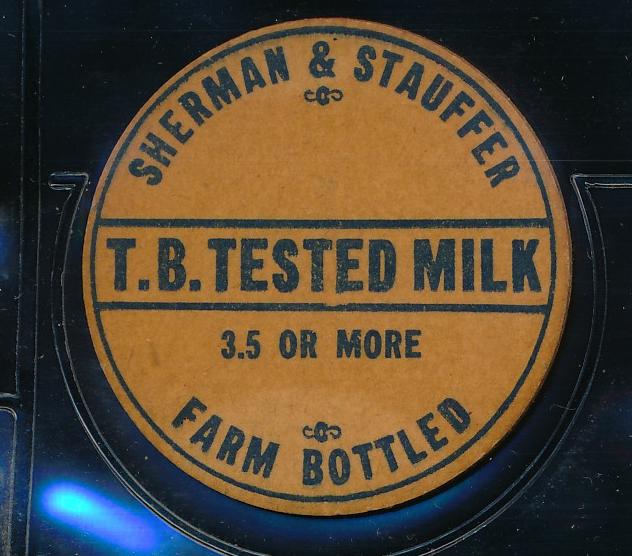 SHERMAN & STAUFFER
T.B. TESTED MILK
3.5 OR MORE
FARM BOTTLED